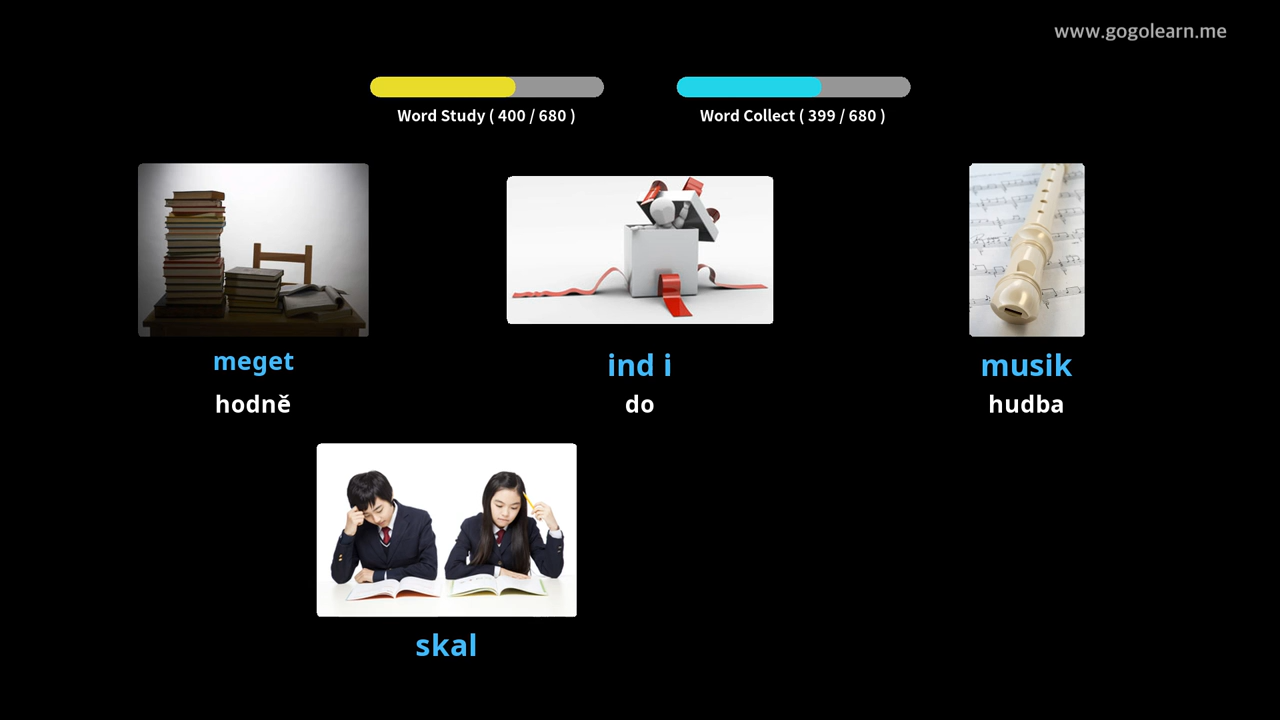 www.gogolearn.me
Word Study ( 400 / 680 )
Word Collect ( 399 / 680 )
meget
hodně
ind i
do
musik
hudba
skal